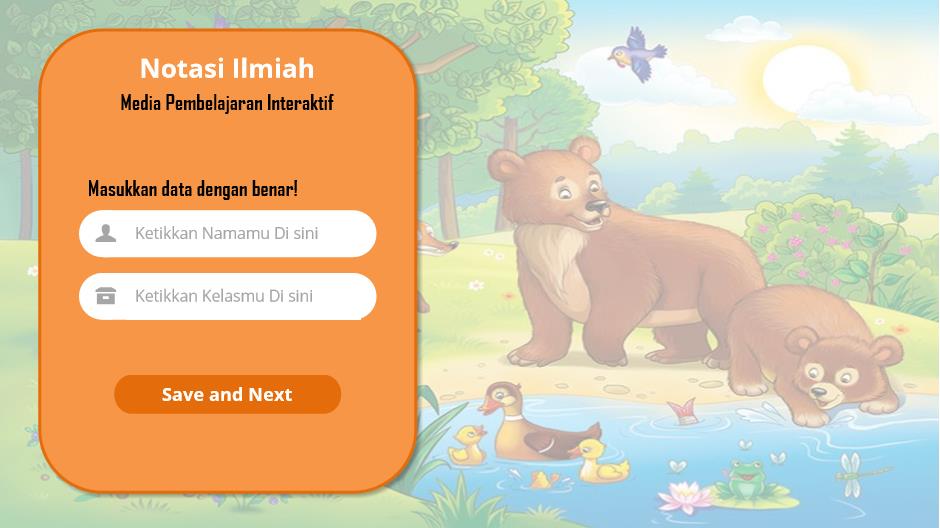 Notasi Ilmiah
Media Pembelajaran Interaktif
Masukkan data dengan benar!
Ketikkan Namamu Di sini
Ketikkan Kelasmu Di sini
Save and Next